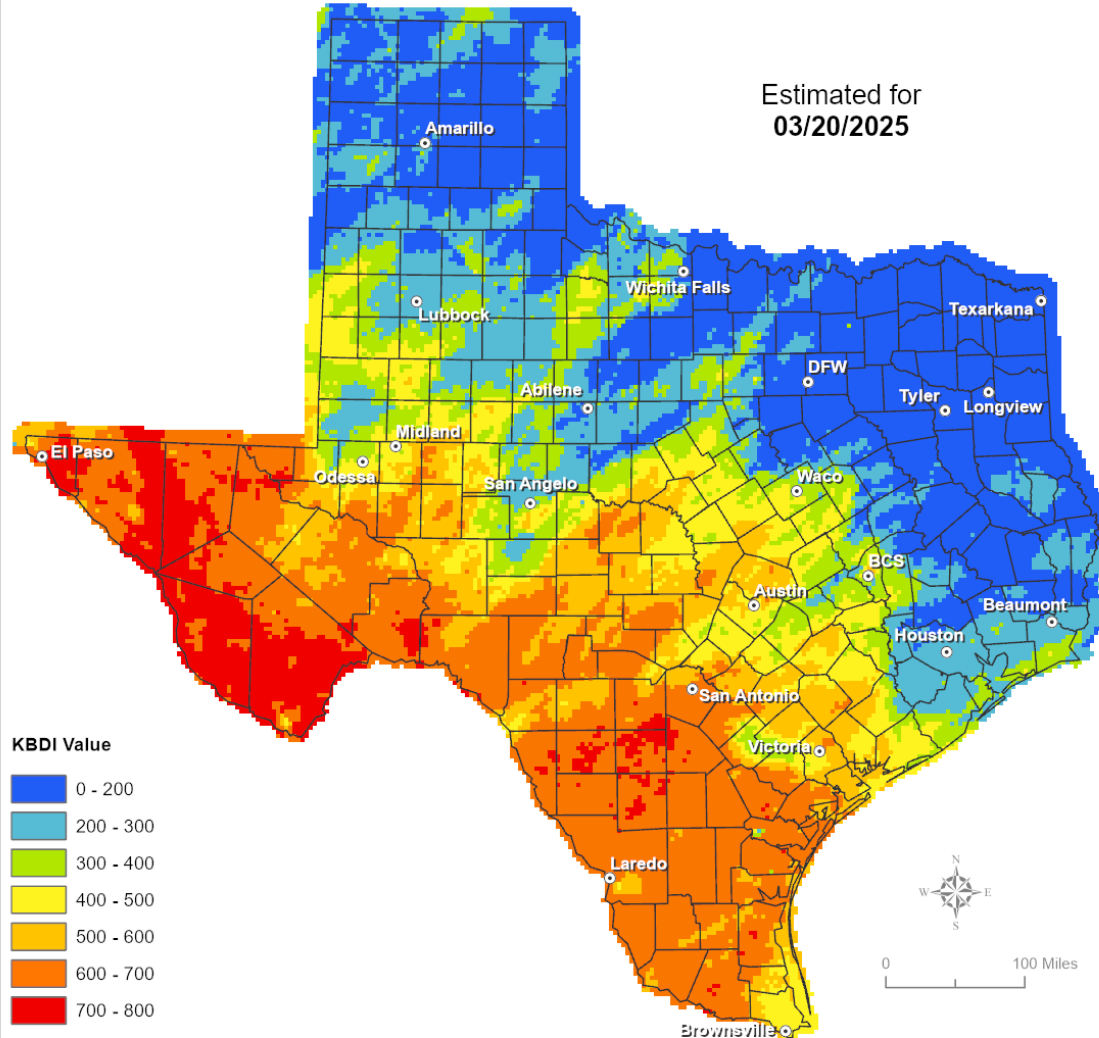 Estimated for
03/20/2025
Amarillo
Wichita Falls
Lubbock
Texarkana
DFW
Abilene
Tyler
Longview
Midland
El Paso
Odessa
San Angelo
Waco
BCS
Austin
Beaumont
Houston
San Antonio
Victoria
Laredo
Brownsville
KBDI Value
0 - 200
200 - 300
300 - 400
400 - 500
500 - 600
600 - 700
700 - 800
N
W E
S
0 100 Miles